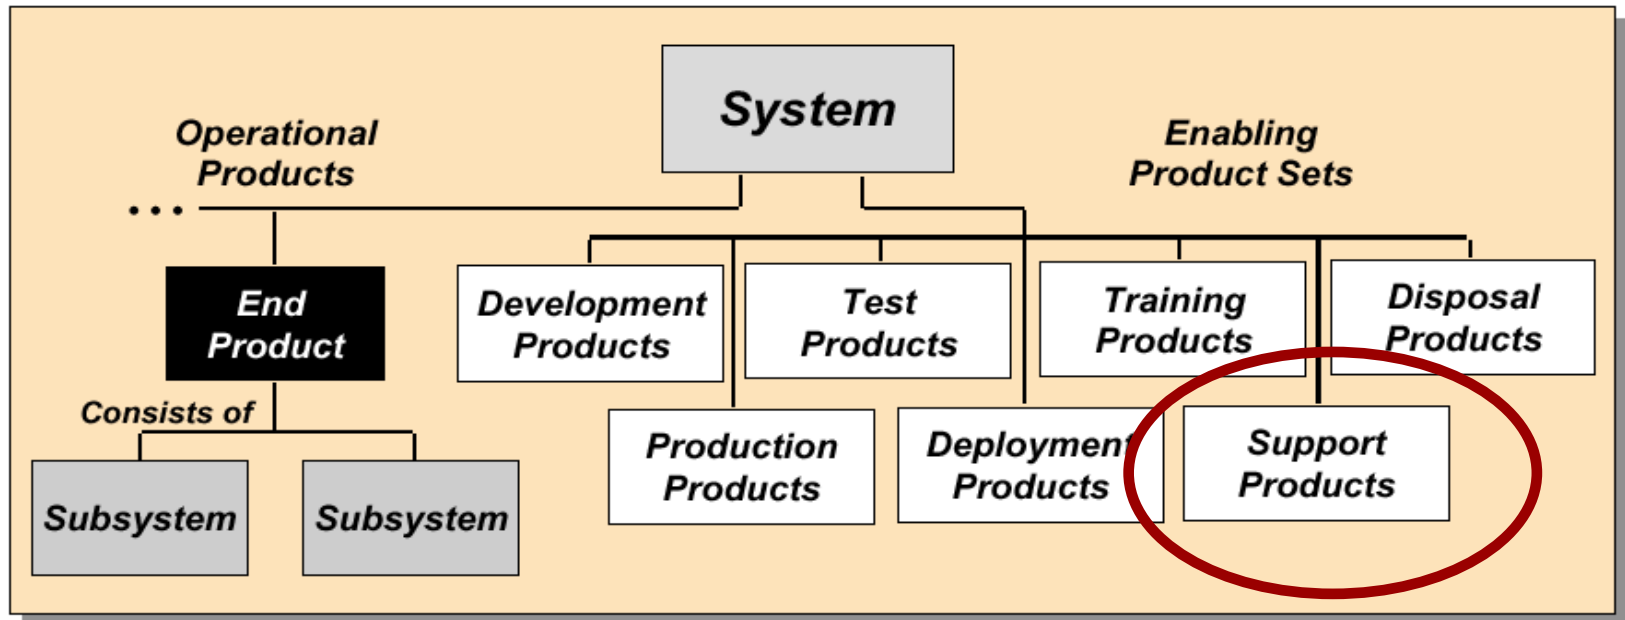 System
Operational
Products
Enabling
Product Sets
• • •
End
Product
Development
Products
Test
Products
Training
Products
Disposal
Products
Consists of
Production
Products
Deployment
Products
Support
Products
Subsystem
Subsystem